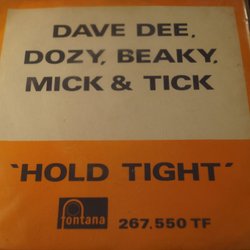 DAVE DEE,
DOZY, BEAKY,
MICK & TICK
'HOLD TIGHT'
fontana
267.550 TF